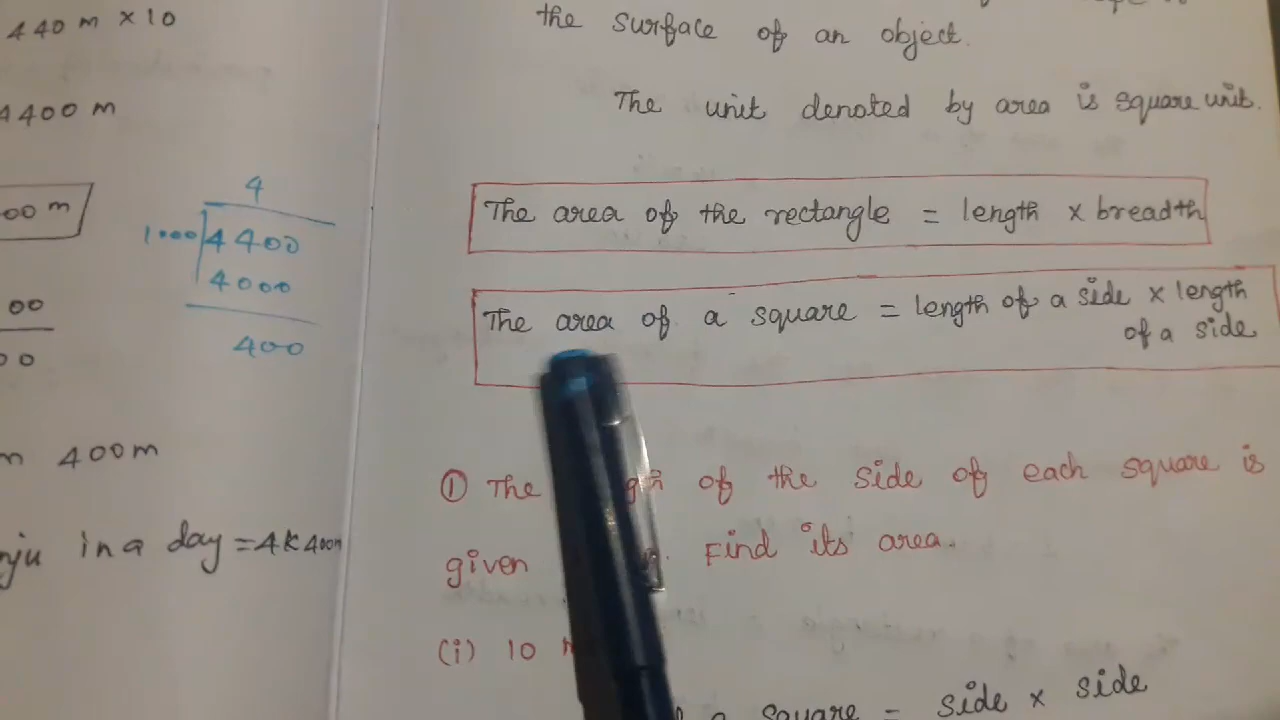 440 m × 10
4400 m
00 m
4
1000 4400
4000
400
00
00
400m
in a day = 4k 400m
the surface of an object.
The unit denoted by area is square unit.
The area of the rectangle = length × breadth
The area of a square = length of a side × length
of a side
① The of the side of each square is
given Find its area.
(i) 10
a square = side × side